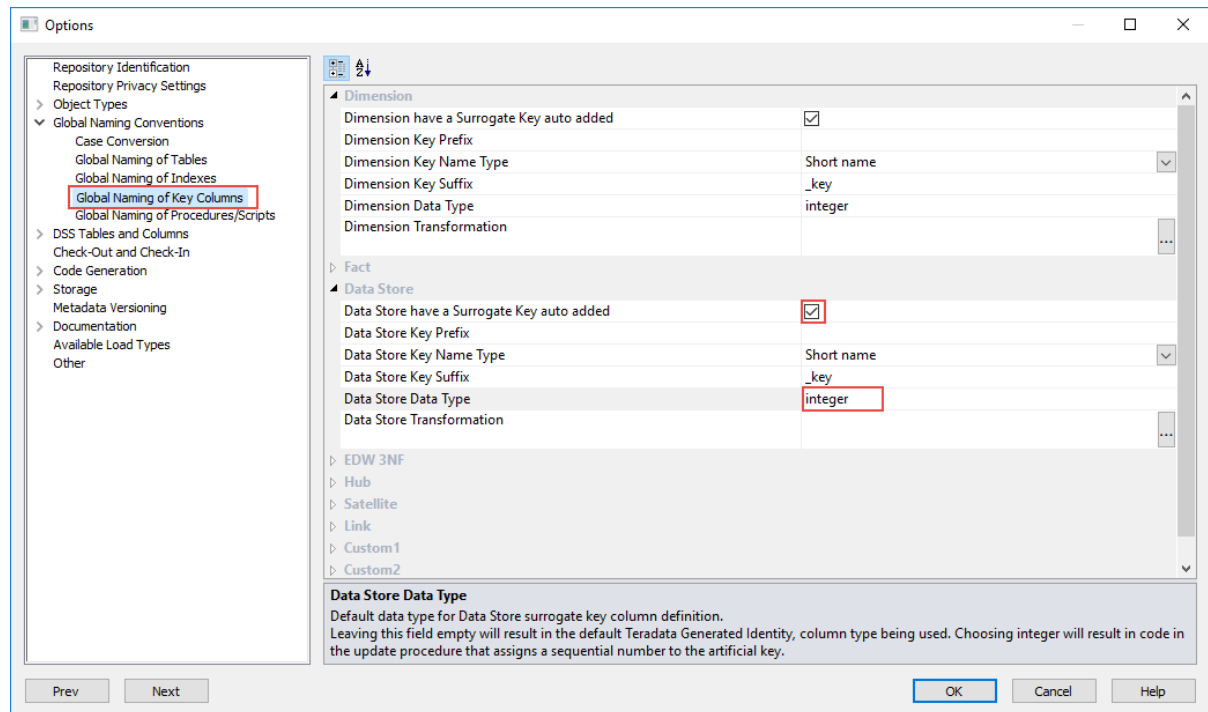 Options
Repository Identification
Repository Privacy Settings
Object Types
Global Naming Conventions
Case Conversion
Global Naming of Tables
Global Naming of Indexes
Global Naming of Key Columns
Global Naming of Procedures/Scripts
DSS Tables and Columns
Check-Out and Check-In
Code Generation
Storage
Metadata Versioning
Documentation
Available Load Types
Other
Dimension
Dimension have a Surrogate Key auto added
Dimension Key Prefix
Dimension Key Name Type Short name
Dimension Key Suffix _key
Dimension Data Type integer
Dimension Transformation ...
Fact
Data Store
Data Store have a Surrogate Key auto added
Data Store Key Prefix
Data Store Key Name Type Short name
Data Store Key Suffix _key
Data Store Data Type integer
Data Store Transformation ...
EDW 3NF
Hub
Satellite
Link
Custom1
Custom2
Data Store Data Type
Default data type for Data Store surrogate key column definition.
Leaving this field empty will result in the default Teradata Generated Identity, column type being used. Choosing integer will result in code in
the update procedure that assigns a sequential number to the artificial key.
Prev Next OK Cancel Help